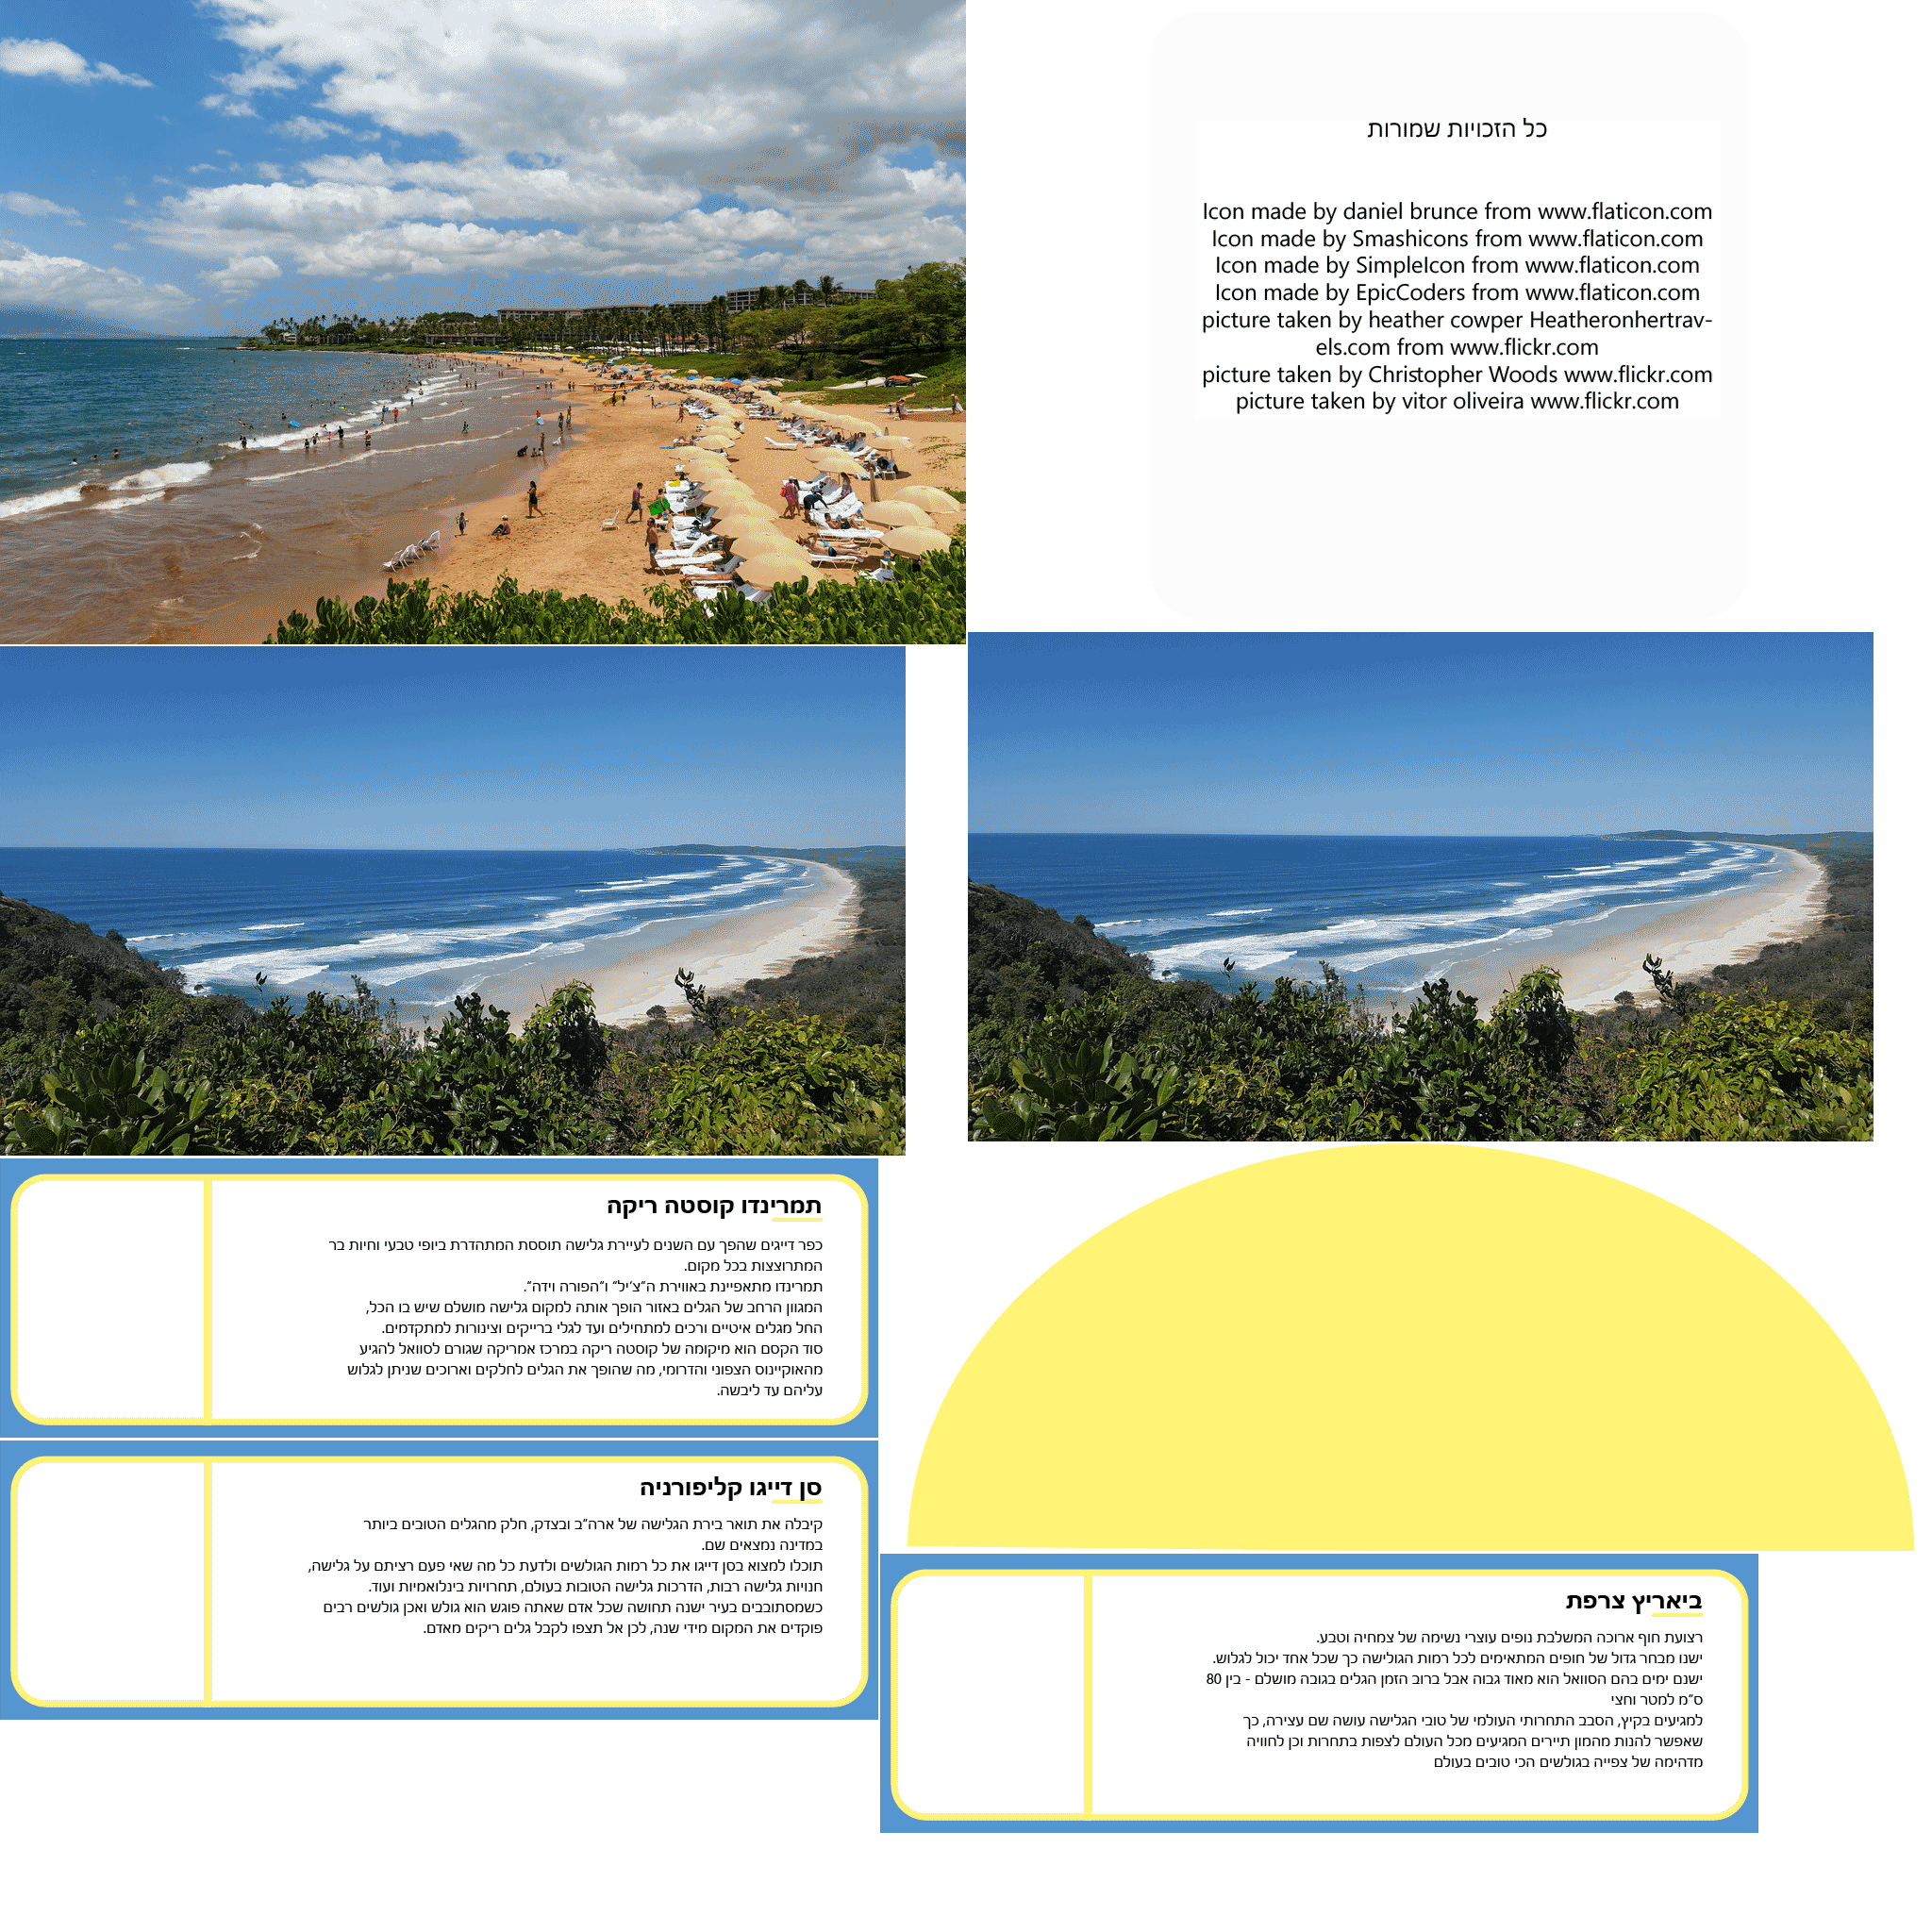 כל הזכויות שמורות
Icon made by daniel brunce from www.flaticon.com
Icon made by Smashicons from www.flaticon.com
Icon made by SimpleIcon from www.flaticon.com
Icon made by EpicCoders from www.flaticon.com
picture taken by heather cowper Heatheronhertrav-
els.com from www.flickr.com
picture taken by Christopher Woods www.flickr.com
picture taken by vitor oliveira www.flickr.com
תמרינדו קוסטה ריקה
כפר דייגים שהפך עם השנים לעיירת גלישה תוססת המתהדרת ביופי טבעי וחיות בר
המתרוצצות בכל מקום.
תמרינדו מתאפיינת באווירת ה״צ׳יל״ ו״הפורה וידה״.
המגוון הרחב של הגלים באזור הופך אותה למקום גלישה מושלם שיש בו הכל,
החל מגלים איטיים ורכים למתחילים ועד לגלי ברייקים וצינורות למתקדמים.
סוד הקסם הוא מיקומה של קוסטה ריקה במרכז אמריקה שגורם לסוואל להגיע
מהאוקיינוס הצפוני והדרומי, מה שהופך את הגלים לחלקים וארוכים שניתן לגלוש
עליהם עד ליבשה.
סן דייגו קליפורניה
קיבלה את תואר בירת הגלישה של ארה״ב ובצדק, חלק מהגלים הטובים ביותר
במדינה נמצאים שם.
תוכלו למצוא בסן דייגו את כל רמות הגולשים ולדעת כל מה שאי פעם רציתם על גלישה,
חנויות גלישה רבות, הדרכות גלישה הטובות בעולם, תחרויות בינלואמיות ועוד.
כשמסתובבים בעיר ישנה תחושה שכל אדם שאתה פוגש הוא גולש ואכן גולשים רבים
פוקדים את המקום מידי שנה, לכן אל תצפו לקבל גלים ריקים מאדם.
ביאריץ צרפת
רצועת חוף ארוכה המשלבת נופים עוצרי נשימה של צמחיה וטבע.
ישנו מבחר גדול של חופים המתאימים לכל רמות הגולישה כך שכל אחד יכול לגלוש.
ישנם ימים בהם הסוואל הוא מאוד גבוה אבל ברוב הזמן הגלים בגובה מושלם - בין 80
ס״מ למטר וחצי
למגיעים בקיץ, הסבב התחרותי העולמי של טובי הגלישה עושה שם עצירה, כך
שאפשר להנות מהמון תיירים המגיעים מכל העולם לצפות בתחרות וכן לחוויה
מדהימה של צפייה בגולשים הכי טובים בעולם